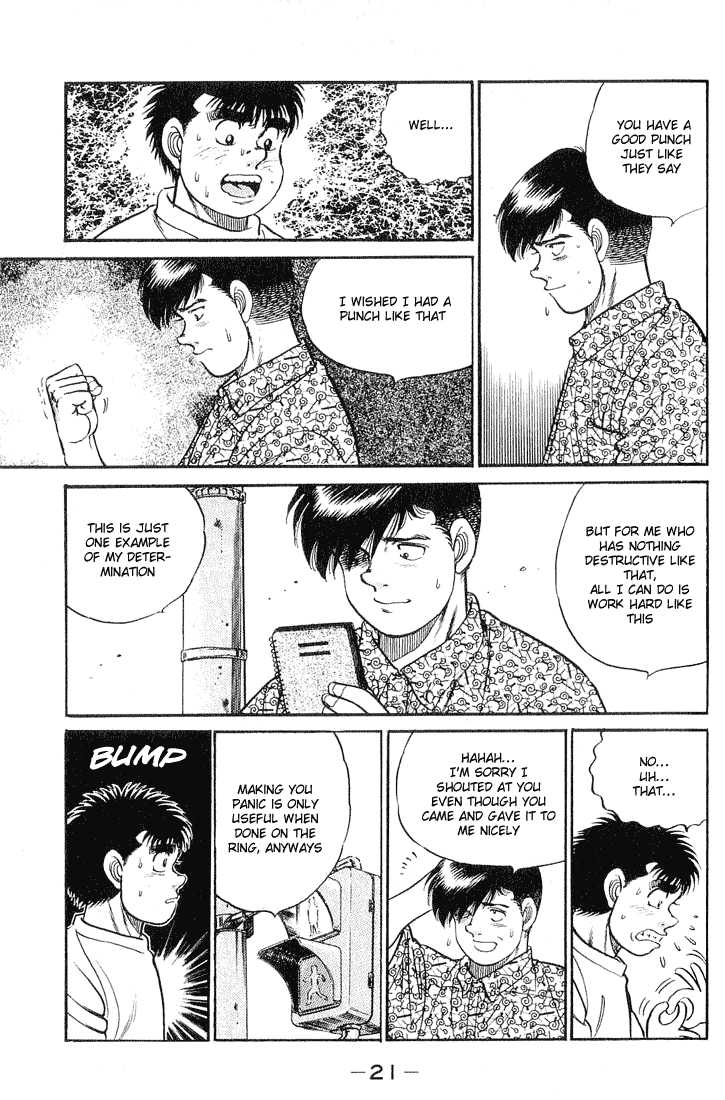 YOU HAVE A
GOOD PUNCH
JUST LIKE
THEY SAY
WELL...
I WISHED I HAD A
PUNCH LIKE THAT
BUT FOR ME WHO
HAS NOTHING
DESTRUCTIVE LIKE
THAT,
ALL I CAN DO IS
WORK HARD LIKE
THIS
THIS IS JUST
ONE EXAMPLE
OF MY DETER-
MINATION
NO...
UH...
THAT...
HAHAH...
I'M SORRY I
SHOUTED AT YOU
EVEN THOUGH YOU
CAME AND GAVE IT TO
ME NICELY
MAKING YOU
PANIC IS ONLY
USEFUL WHEN
DONE ON THE
RING, ANYWAYS
BUMP
—21—